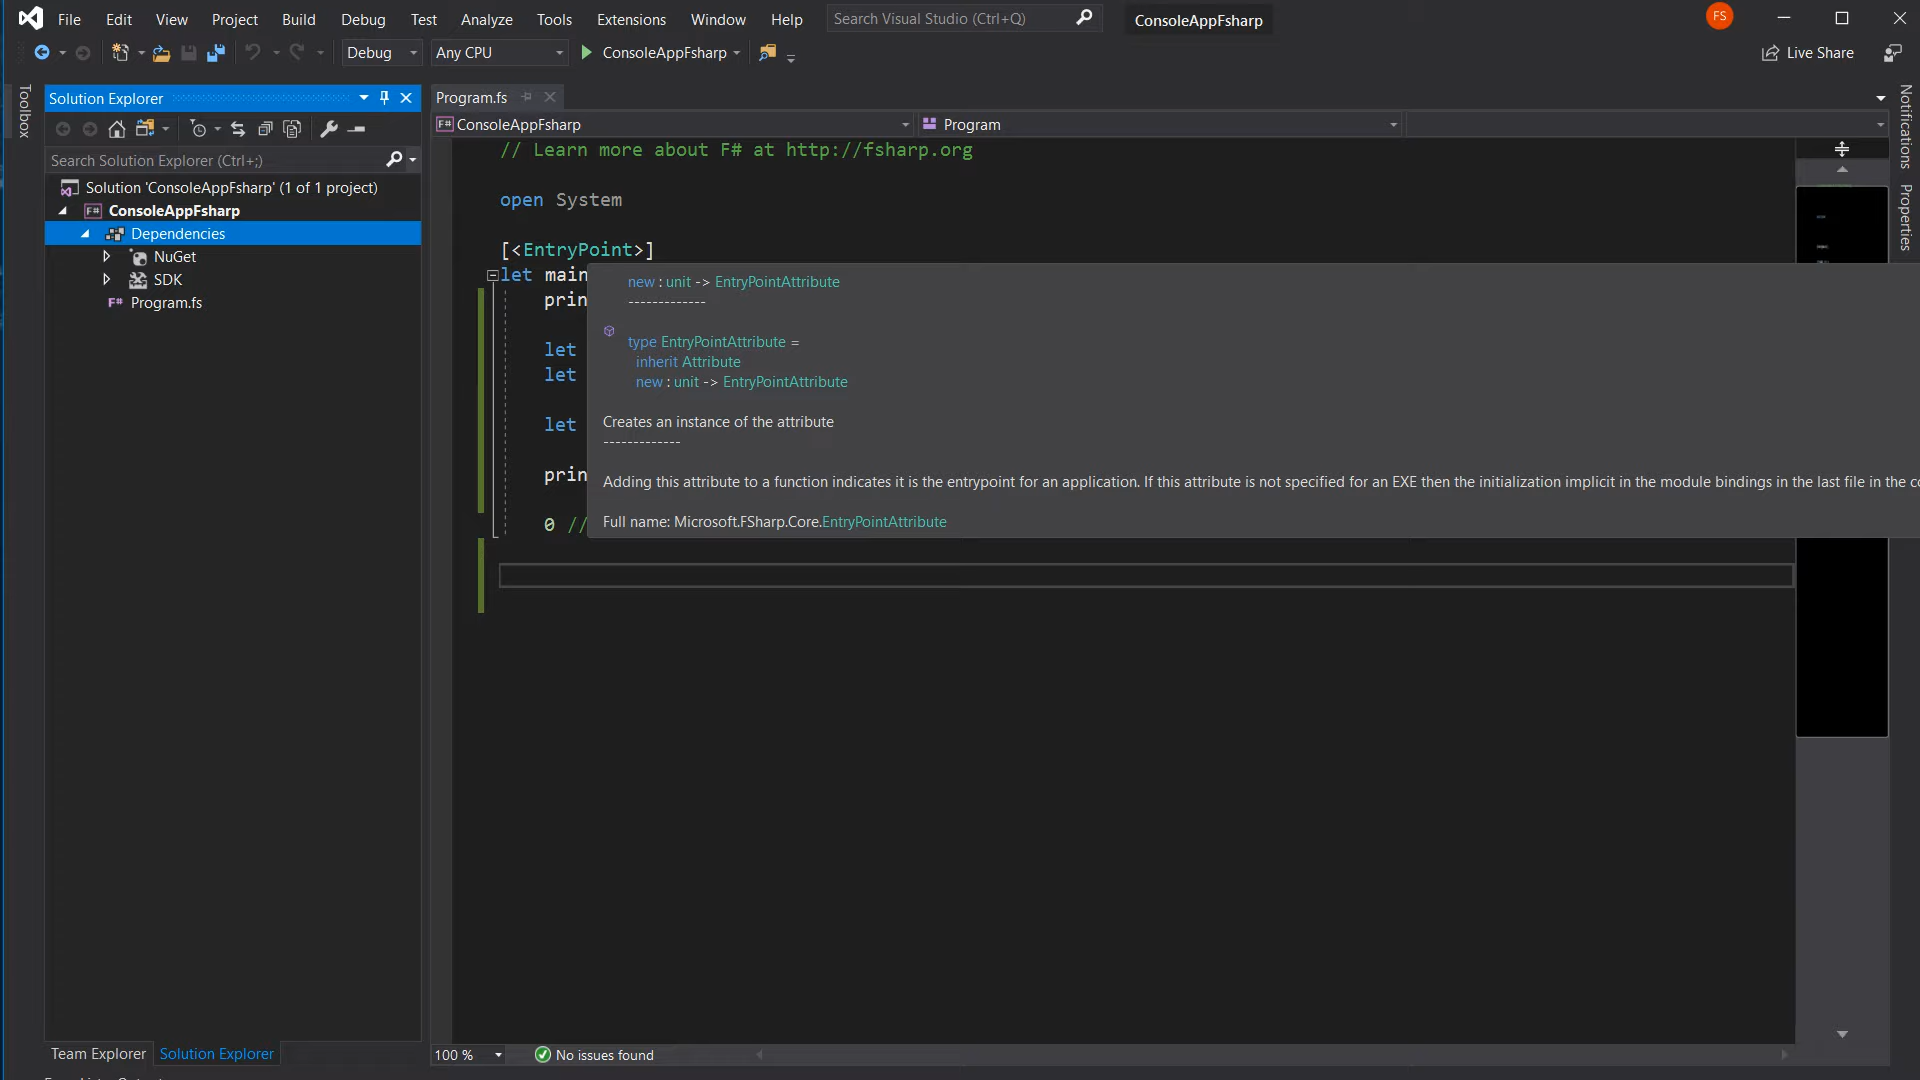 File Edit View Project Build Debug Test Analyze Tools Extensions Window Help Search Visual Studio (Ctrl+Q) ConsoleAppFsharp FS
Debug Any CPU ConsoleAppFsharp Live Share
Toolbox
Solution Explorer
Search Solution Explorer (Ctrl+;)
Solution 'ConsoleAppFsharp' (1 of 1 project)
F# ConsoleAppFsharp
Dependencies
NuGet
SDK
F# Program.fs
Team Explorer Solution Explorer
Program.fs
F# ConsoleAppFsharp Program
// Learn more about F# at http://fsharp.org
open System
[<EntryPoint>]
let main
prin
let
let
let
prin
0 //
new : unit -> EntryPointAttribute
-------------
type EntryPointAttribute =
inherit Attribute
new : unit -> EntryPointAttribute
Creates an instance of the attribute
-------------
Adding this attribute to a function indicates it is the entrypoint for an application. If this attribute is not specified for an EXE then the initialization implicit in the module bindings in the last file in the
Full name: Microsoft.FSharp.Core.EntryPointAttribute
100 % No issues found
Notifications
Properties